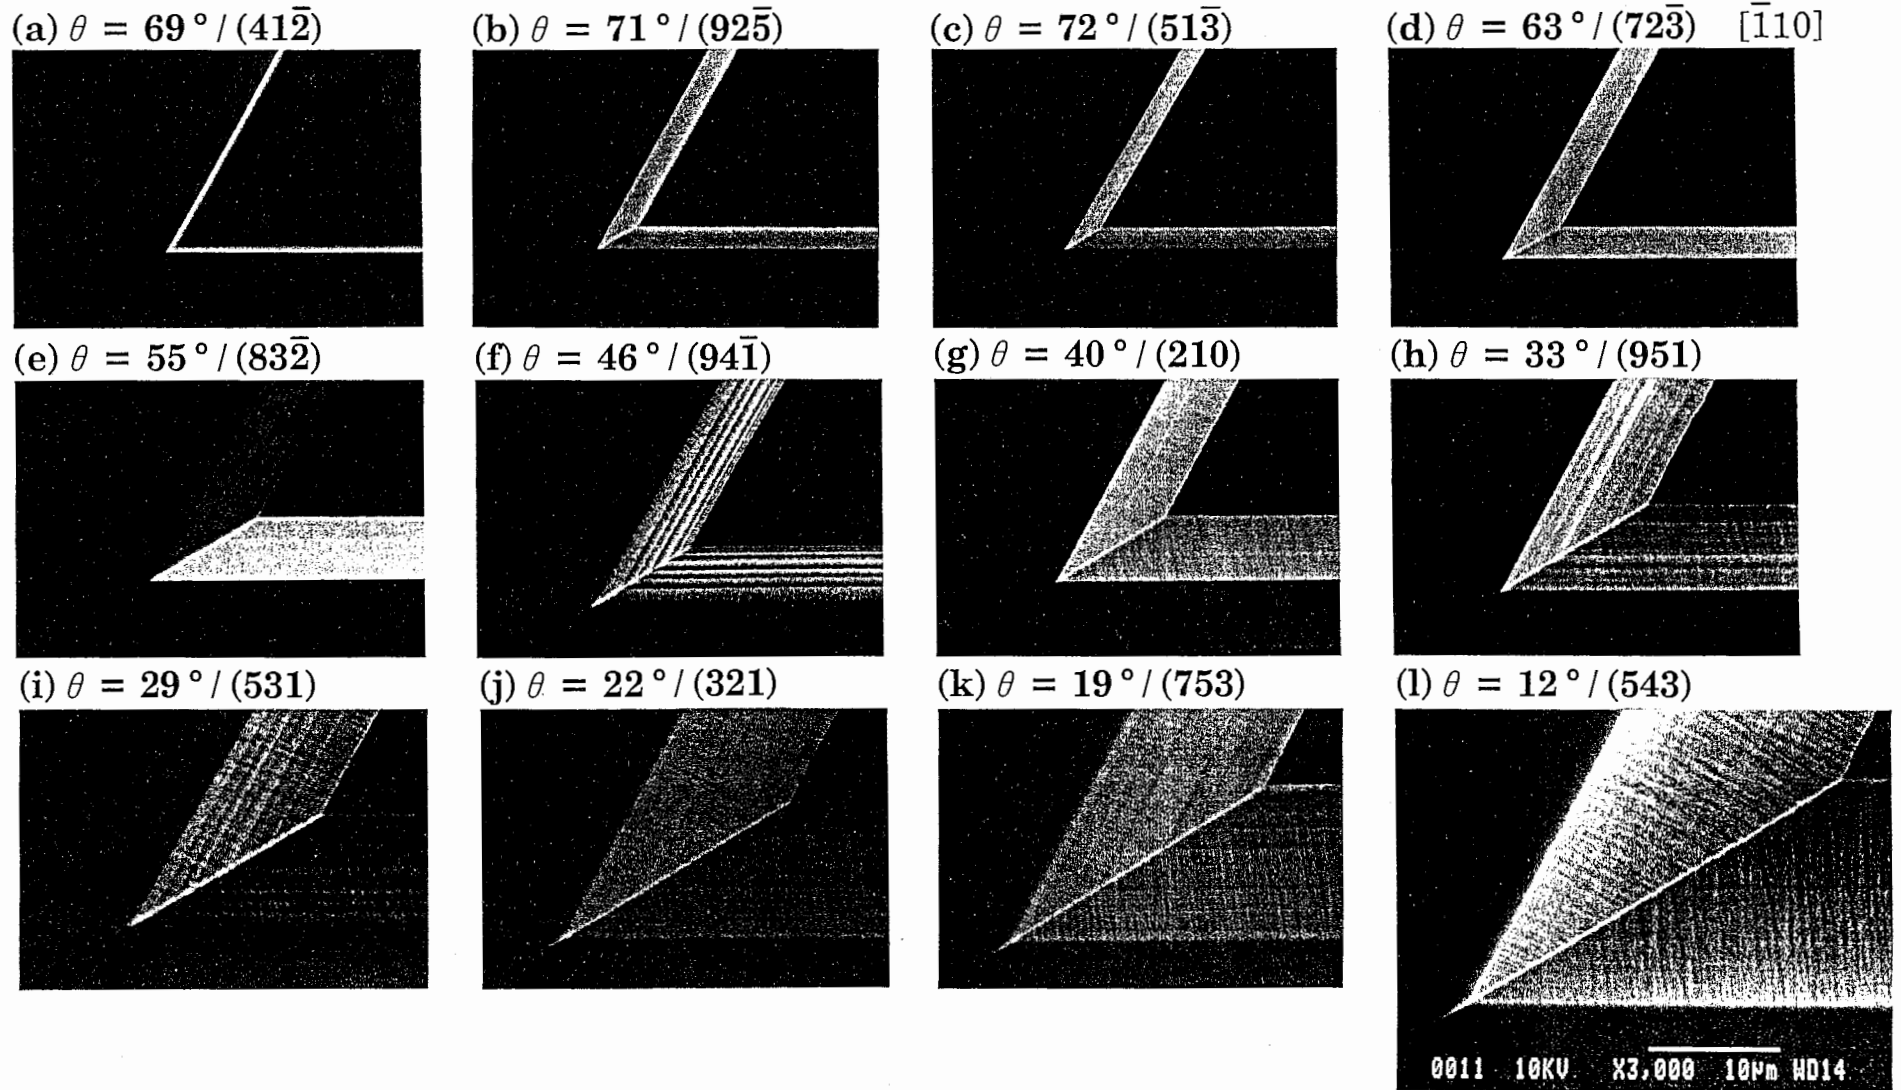 (a) θ = 69°/(412̅) (b) θ = 71°/(925̅) (c) θ = 72°/(513̅) (d) θ = 63°/(723̅) [1̅10]
(e) θ = 55°/(832̅) (f) θ = 46°/(941̅) (g) θ = 40°/(210) (h) θ = 33°/(951)
(i) θ = 29°/(531) (j) θ = 22°/(321) (k) θ = 19°/(753) (l) θ = 12°/(543)
0011 10KV X3,000 10μm WD14